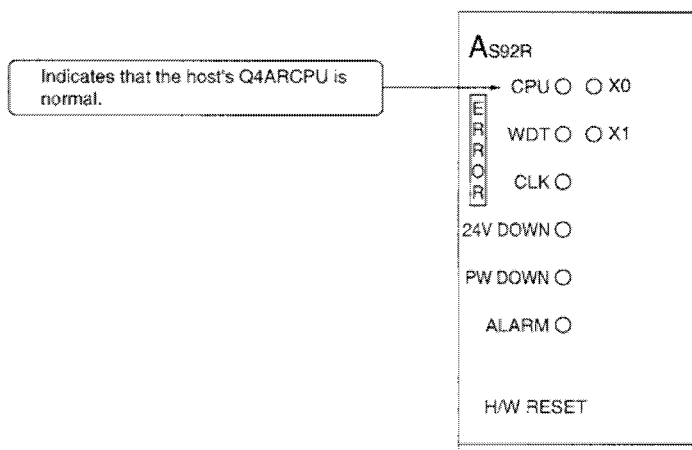 AS92R
Indicates that the host's Q4ARCPU is
normal.
CPU X0
ERROR
WDT X1
CLK
24V DOWN
PW DOWN
ALARM
H/W RESET